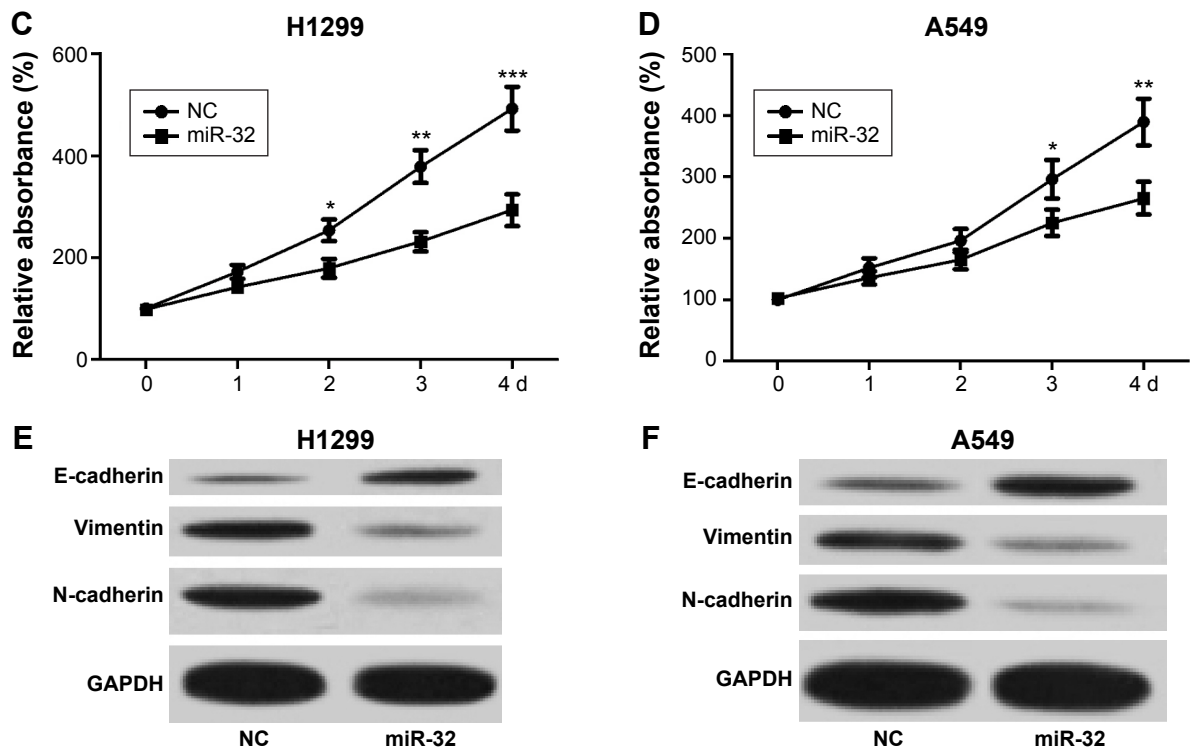 C
H1299
Relative absorbance (%)
600
400
200
0
NC
miR-32
*
**
***
0 1 2 3 4 d
D
A549
Relative absorbance (%)
500
400
300
200
100
0
NC
miR-32
*
**
0 1 2 3 4 d
E
H1299
E-cadherin
Vimentin
N-cadherin
GAPDH
NC miR-32
F
A549
E-cadherin
Vimentin
N-cadherin
GAPDH
NC miR-32